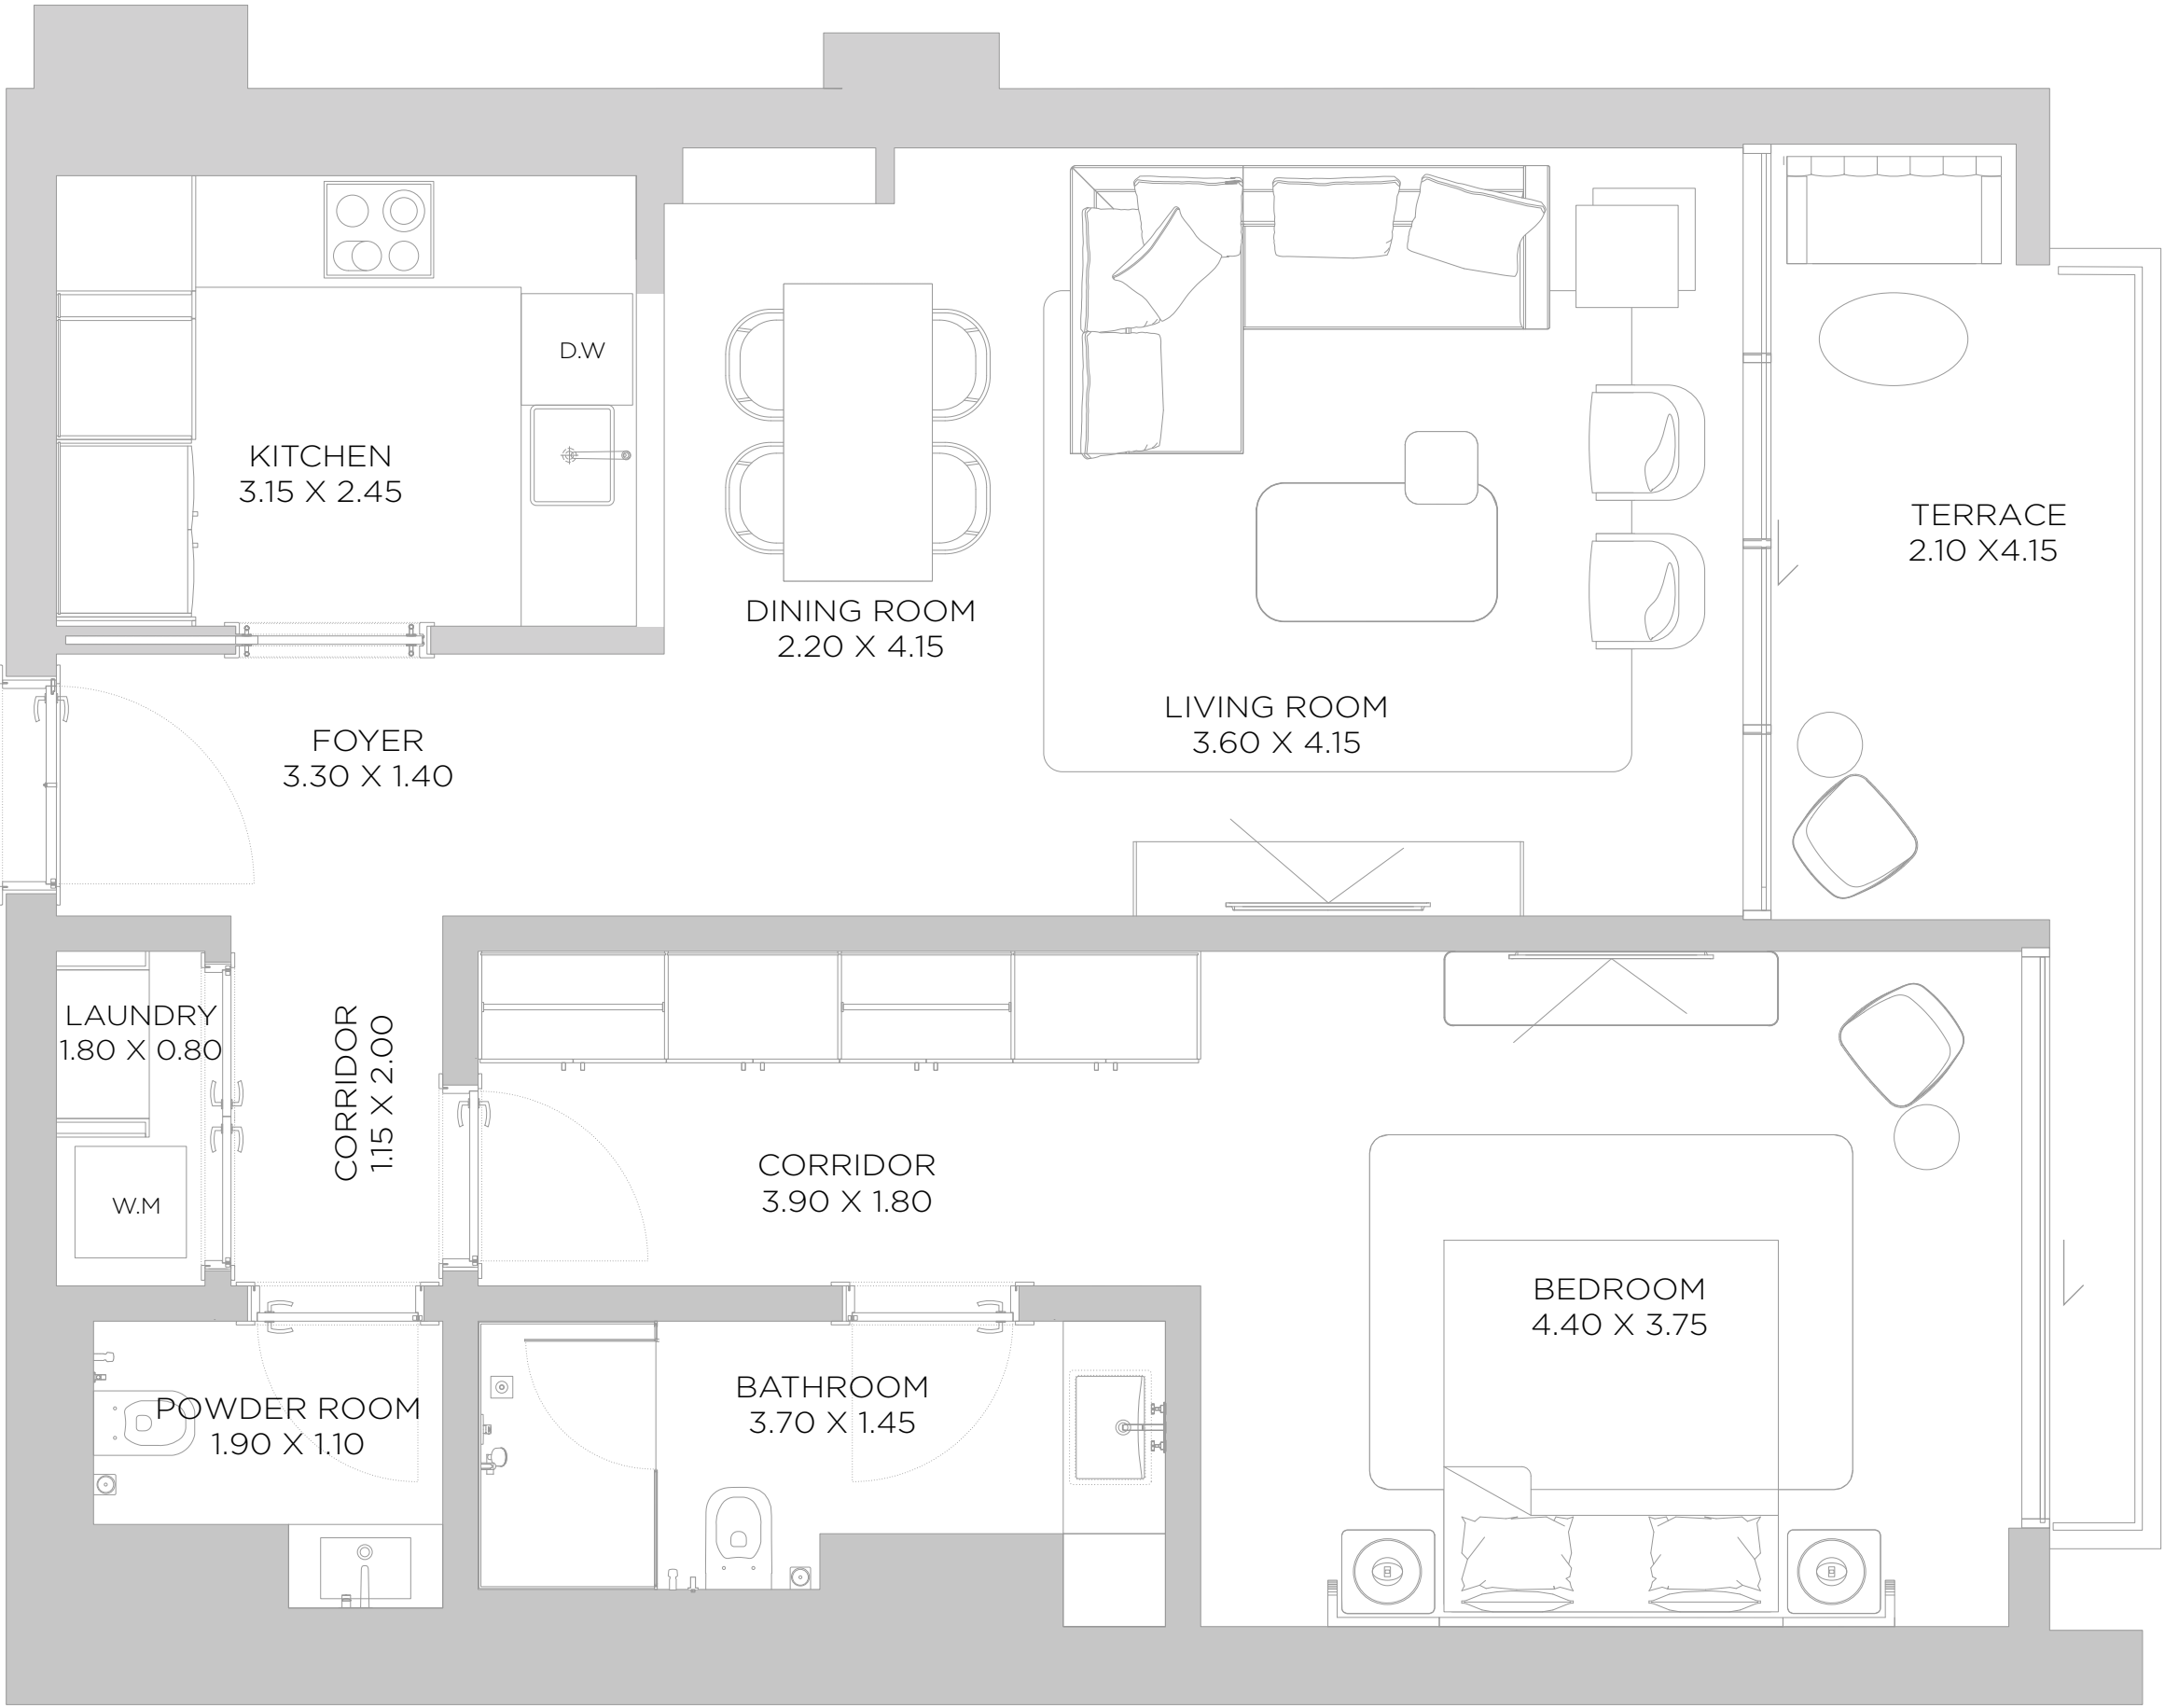 D.W
KITCHEN
3.15 X 2.45
TERRACE
2.10 X4.15
DINING ROOM
2.20 X 4.15
LIVING ROOM
3.60 X 4.15
FOYER
3.30 X 1.40
LAUNDRY
1.80 X 0.80
CORRIDOR
1.15 X 2.00
W.M
CORRIDOR
3.90 X 1.80
BEDROOM
4.40 X 3.75
BATHROOM
3.70 X 1.45
POWDER ROOM
1.90 X 1.10